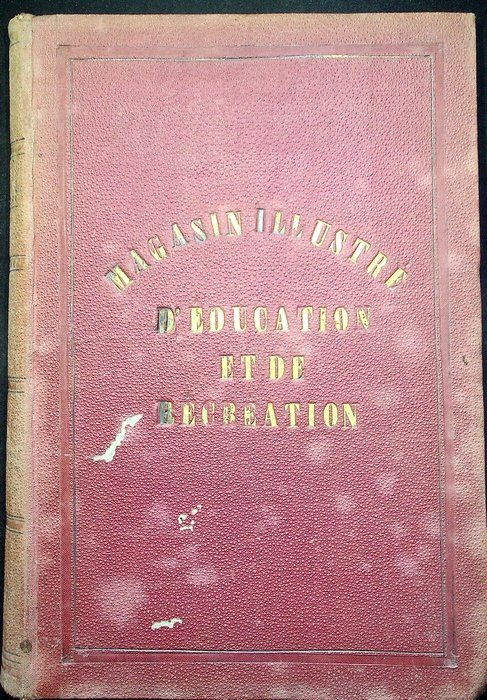 MAGASIN ILLUSTRÉ
D'EDUCATION
ET DE
RÉCRÉATION